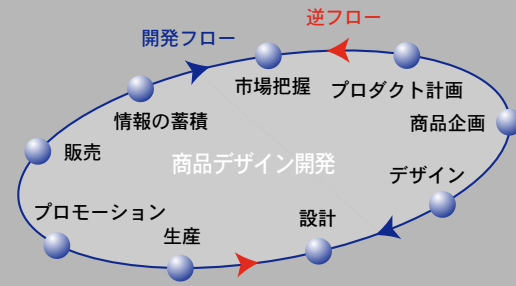 逆フロー
開発フロー
市場把握
プロダクト計画
情報の蓄積
商品企画
販売
商品デザイン開発
デザイン
プロモーション
設計
生産